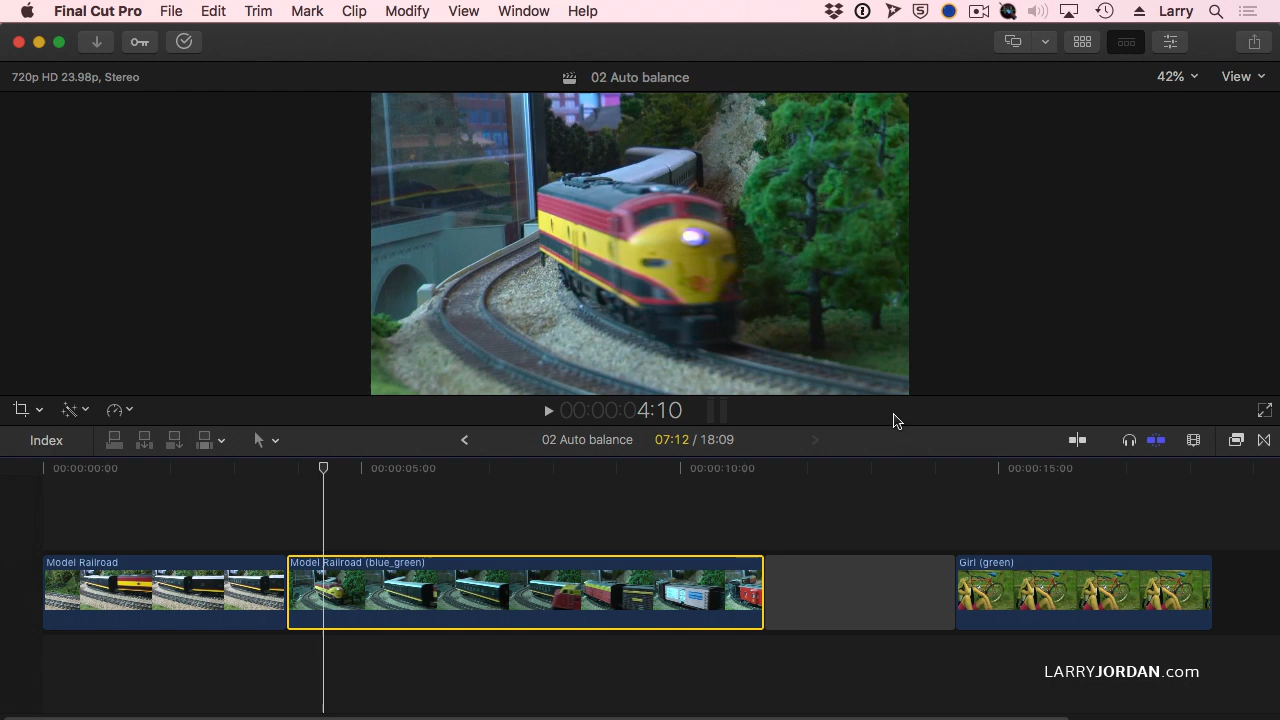 Final Cut Pro File Edit Trim Mark Clip Modify View Window Help Larry
720p HD 23.98p, Stereo 02 Auto balance 42% View
00:00:04:10
Index 02 Auto balance 07:12 / 18:09
00:00:00:00 00:00:05:00 00:00:10:00 00:00:15:00
Model Railroad Model Railroad (blue_green) Girl (green)
LARRYJORDAN.com